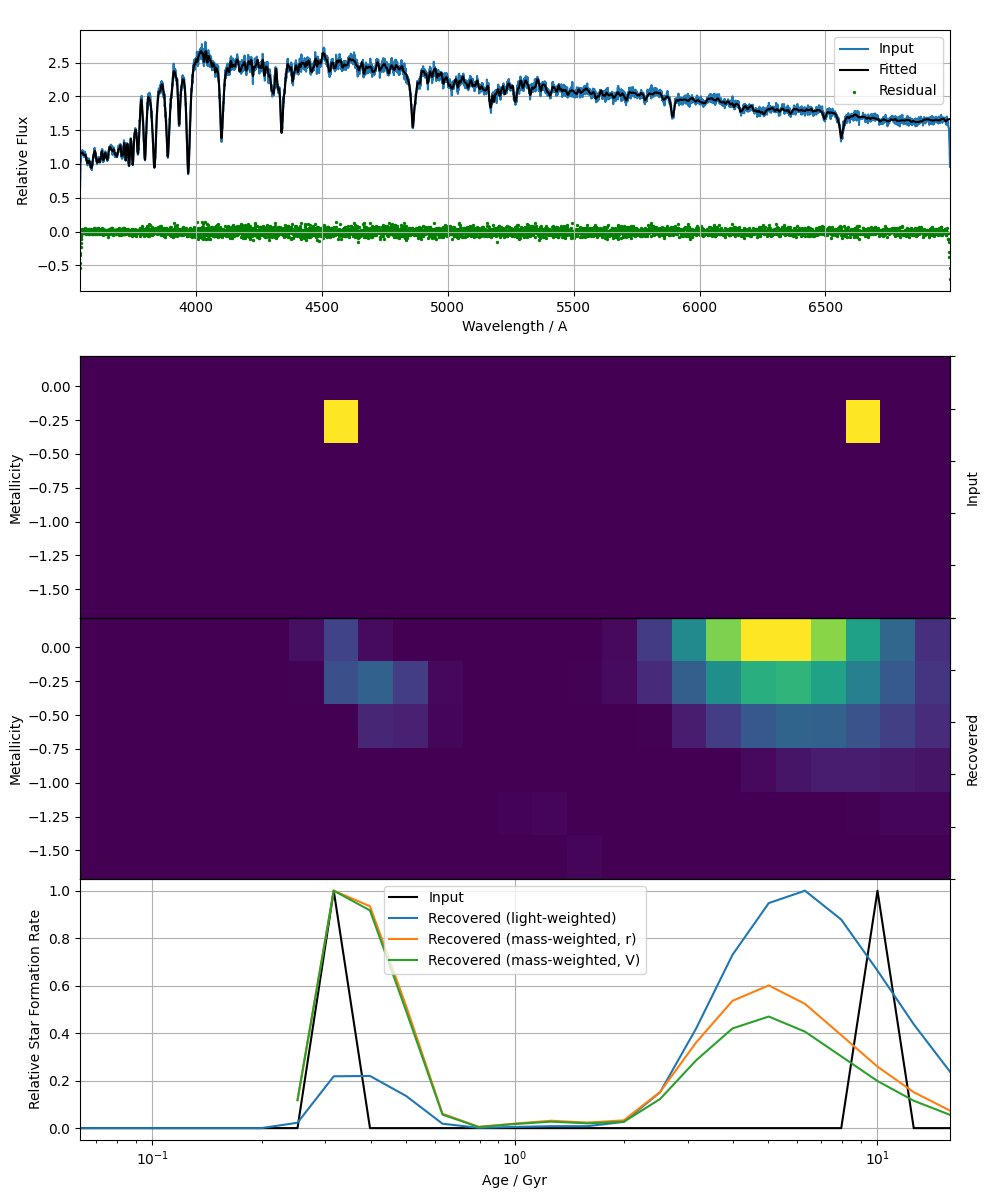 Input
Fitted
Residual
Relative Flux
2.5
2.0
1.5
1.0
0.5
0.0
−0.5
4000 4500 5000 5500 6000 6500
Wavelength / A
Metallicity
0.00
−0.25
−0.50
−0.75
−1.00
−1.25
−1.50
Input
Metallicity
0.00
−0.25
−0.50
−0.75
−1.00
−1.25
−1.50
Recovered
Relative Star Formation Rate
1.0
0.8
0.6
0.4
0.2
0.0
Input
Recovered (light-weighted)
Recovered (mass-weighted, r)
Recovered (mass-weighted, V)
10⁻¹ 10⁰ 10¹
Age / Gyr